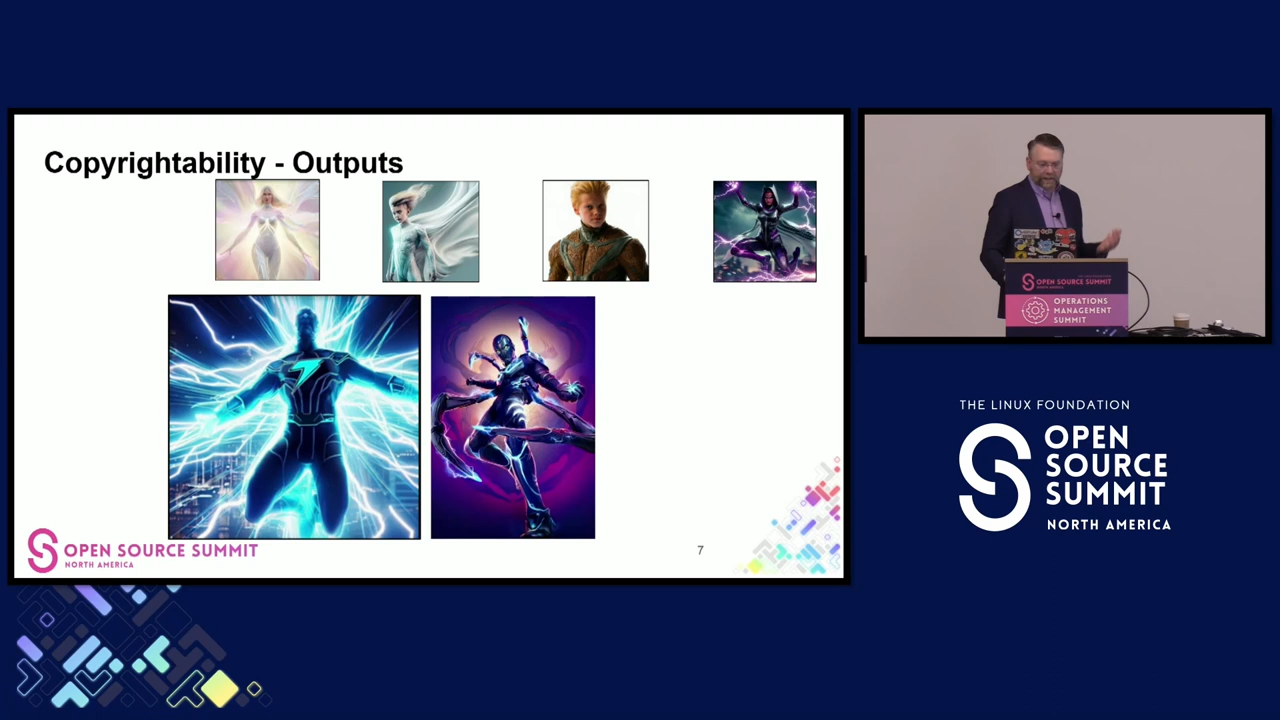 Copyrightability - Outputs
OPEN SOURCE SUMMIT
NORTH AMERICA
7
OPEN SOURCE SUMMIT
OPERATIONS
MANAGEMENT
SUMMIT
THE LINUX FOUNDATION
OPEN
SOURCE
SUMMIT
NORTH AMERICA